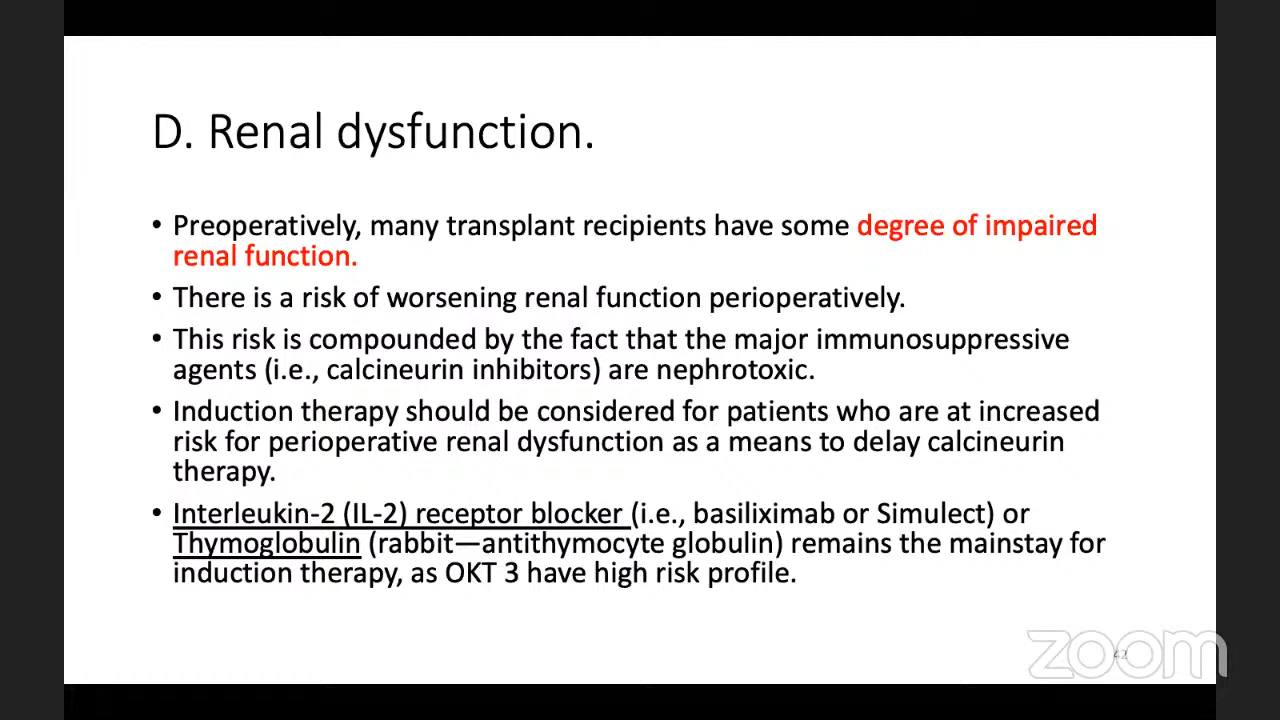 D. Renal dysfunction.
• Preoperatively, many transplant recipients have some degree of impaired
renal function.
• There is a risk of worsening renal function perioperatively.
• This risk is compounded by the fact that the major immunosuppressive
agents (i.e., calcineurin inhibitors) are nephrotoxic.
• Induction therapy should be considered for patients who are at increased
risk for perioperative renal dysfunction as a means to delay calcineurin
therapy.
• Interleukin-2 (IL-2) receptor blocker (i.e., basiliximab or Simulect) or
Thymoglobulin (rabbit—antithymocyte globulin) remains the mainstay for
induction therapy, as OKT 3 have high risk profile.
zoom
42